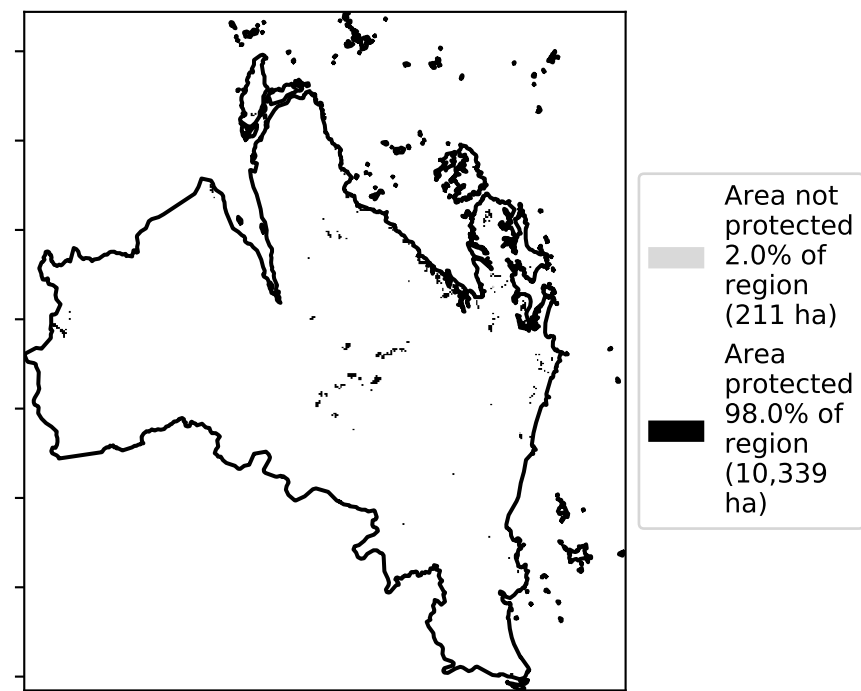 Area not
protected
2.0% of
region
(211 ha)
Area
protected
98.0% of
region
(10,339
ha)